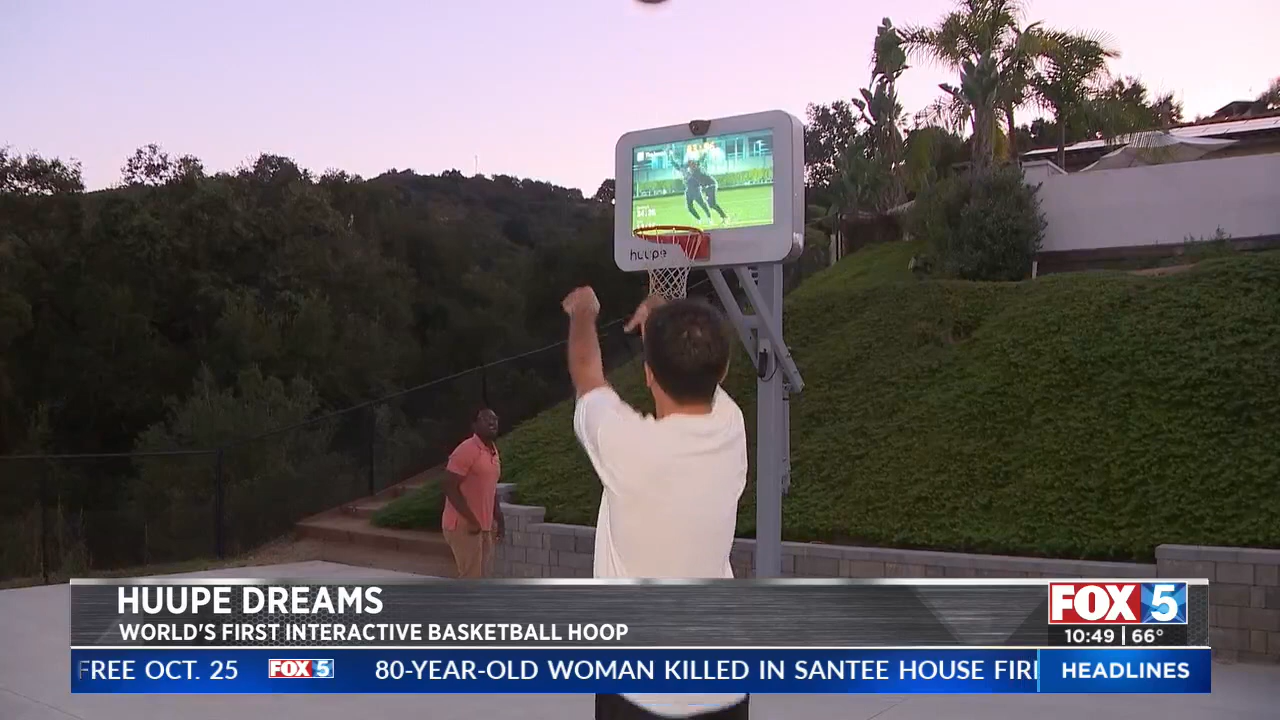 huupe
HUUPE DREAMS
WORLD'S FIRST INTERACTIVE BASKETBALL HOOP
FOX 5
10:49 | 66°
FREE OCT. 25 FOX 5 80-YEAR-OLD WOMAN KILLED IN SANTEE HOUSE FIR
HEADLINES